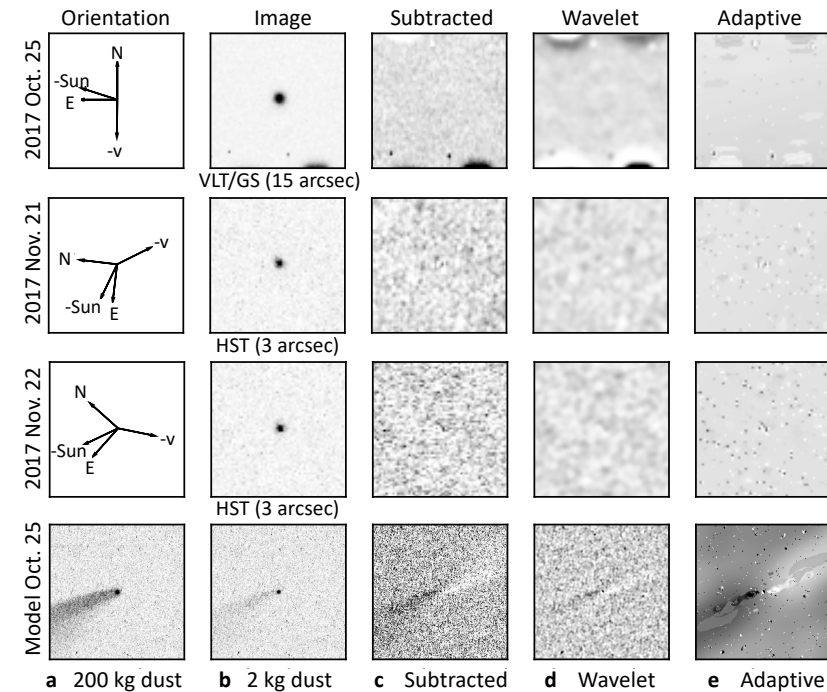 Orientation Image Subtracted Wavelet Adaptive
2017 Oct. 25
N
-Sun
E
-v
VLT/GS (15 arcsec)
2017 Nov. 21
-v
N
-Sun
E
HST (3 arcsec)
2017 Nov. 22
N
-Sun
-v
E
HST (3 arcsec)
Model Oct. 25
a 200 kg dust b 2 kg dust c Subtracted d Wavelet e Adaptive